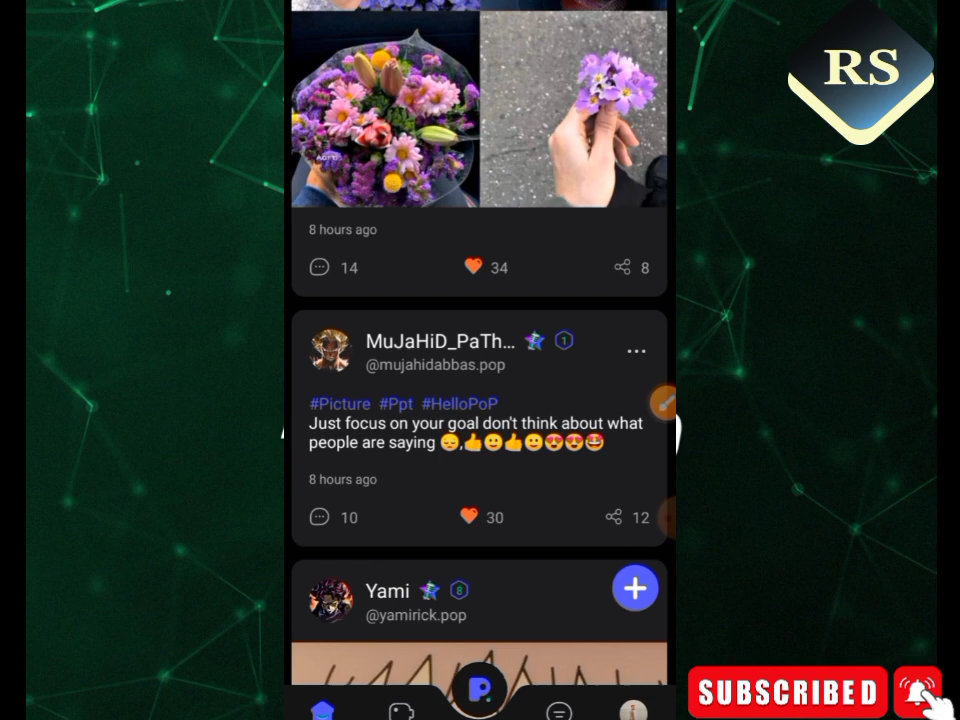 RS
8 hours ago
14 34 8
MuJaHiD_PaTh... 1
@mujahidabbas.pop
#Picture #Ppt #HelloPoP
Just focus on your goal don't think about what
people are saying 😔,👍🙂👍🙂😍😍🤩
8 hours ago
10 30 12
Yami 8
@yamirick.pop
P.
SUBSCRIBED